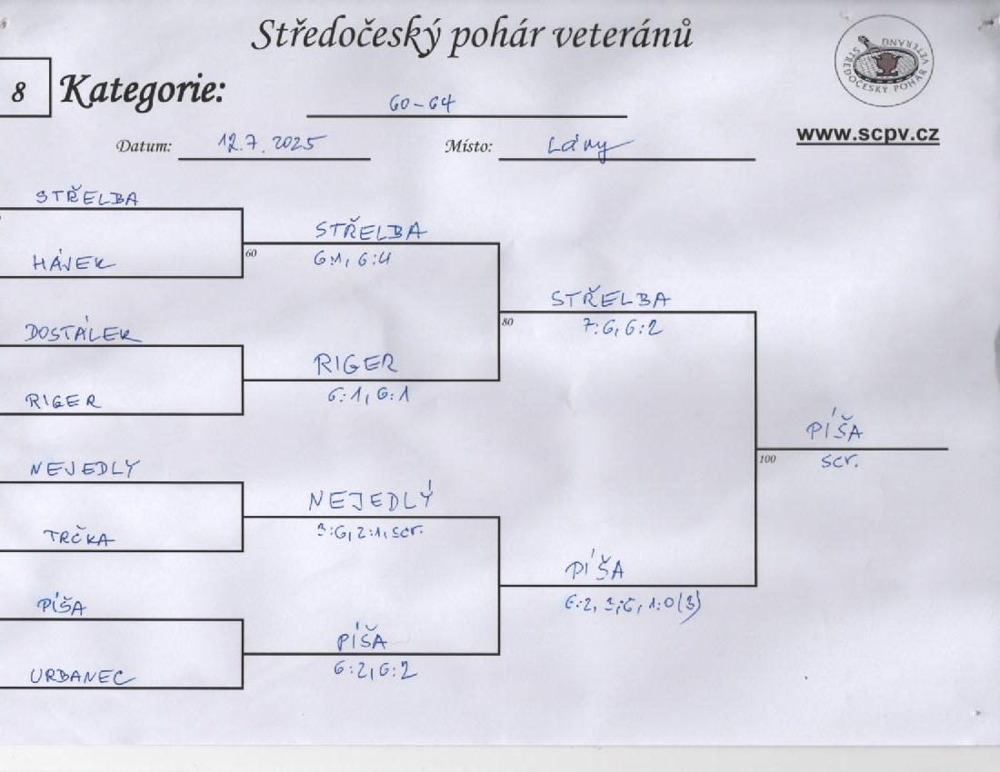 Středočeský pohár veteránů
STŘEDOČESKÝ POHÁR VETERÁNŮ
8 Kategorie: 60-64
www.scpv.cz
Datum: 12.7.2025 Místo: Lány
STŘELBA
STŘELBA
60
HÁJEK
6:1, 6:4
STŘELBA
80
7:6, 6:2
DOSTÁLEK
RIGER
6:1, 6:1
RIGER
PÍŠA
100
scr.
NEJEDLÝ
NEJEDLÝ
3:6, 2:1, scr.
TRČKA
PÍŠA
6:2, 3:6, 1:0(3)
PÍŠA
PÍŠA
6:2, 6:2
URBANEC